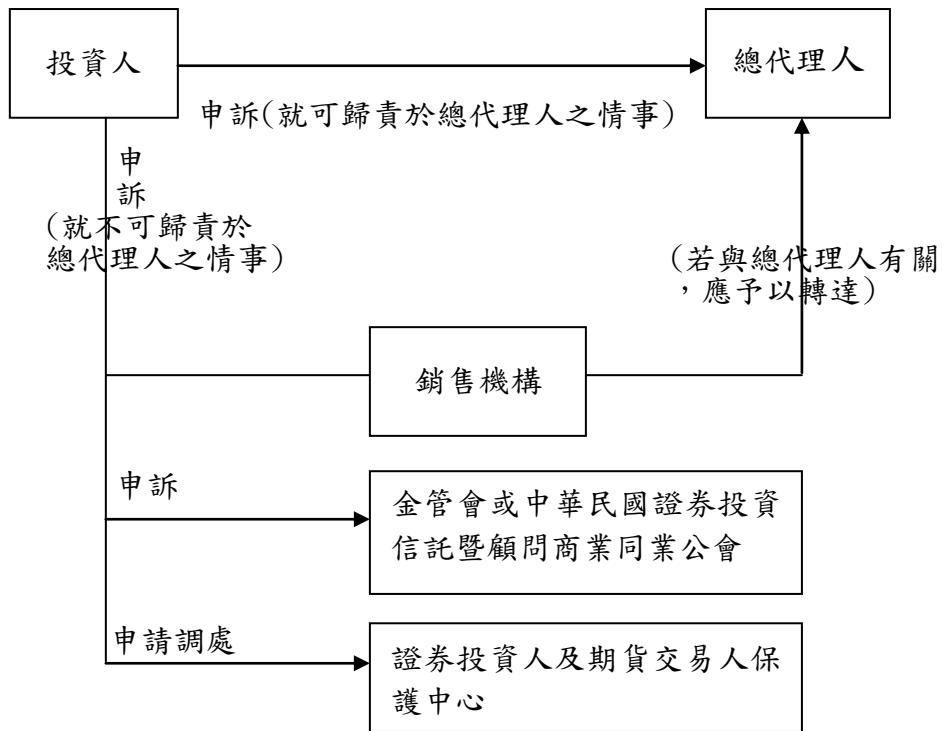 投資人
總代理人
申訴(就可歸責於總代理人之情事)
申
訴
(就不可歸責於
總代理人之情事)
(若與總代理人有關
，應予以轉達)
銷售機構
申訴
金管會或中華民國證券投資
信託暨顧問商業同業公會
申請調處
證券投資人及期貨交易人保
護中心